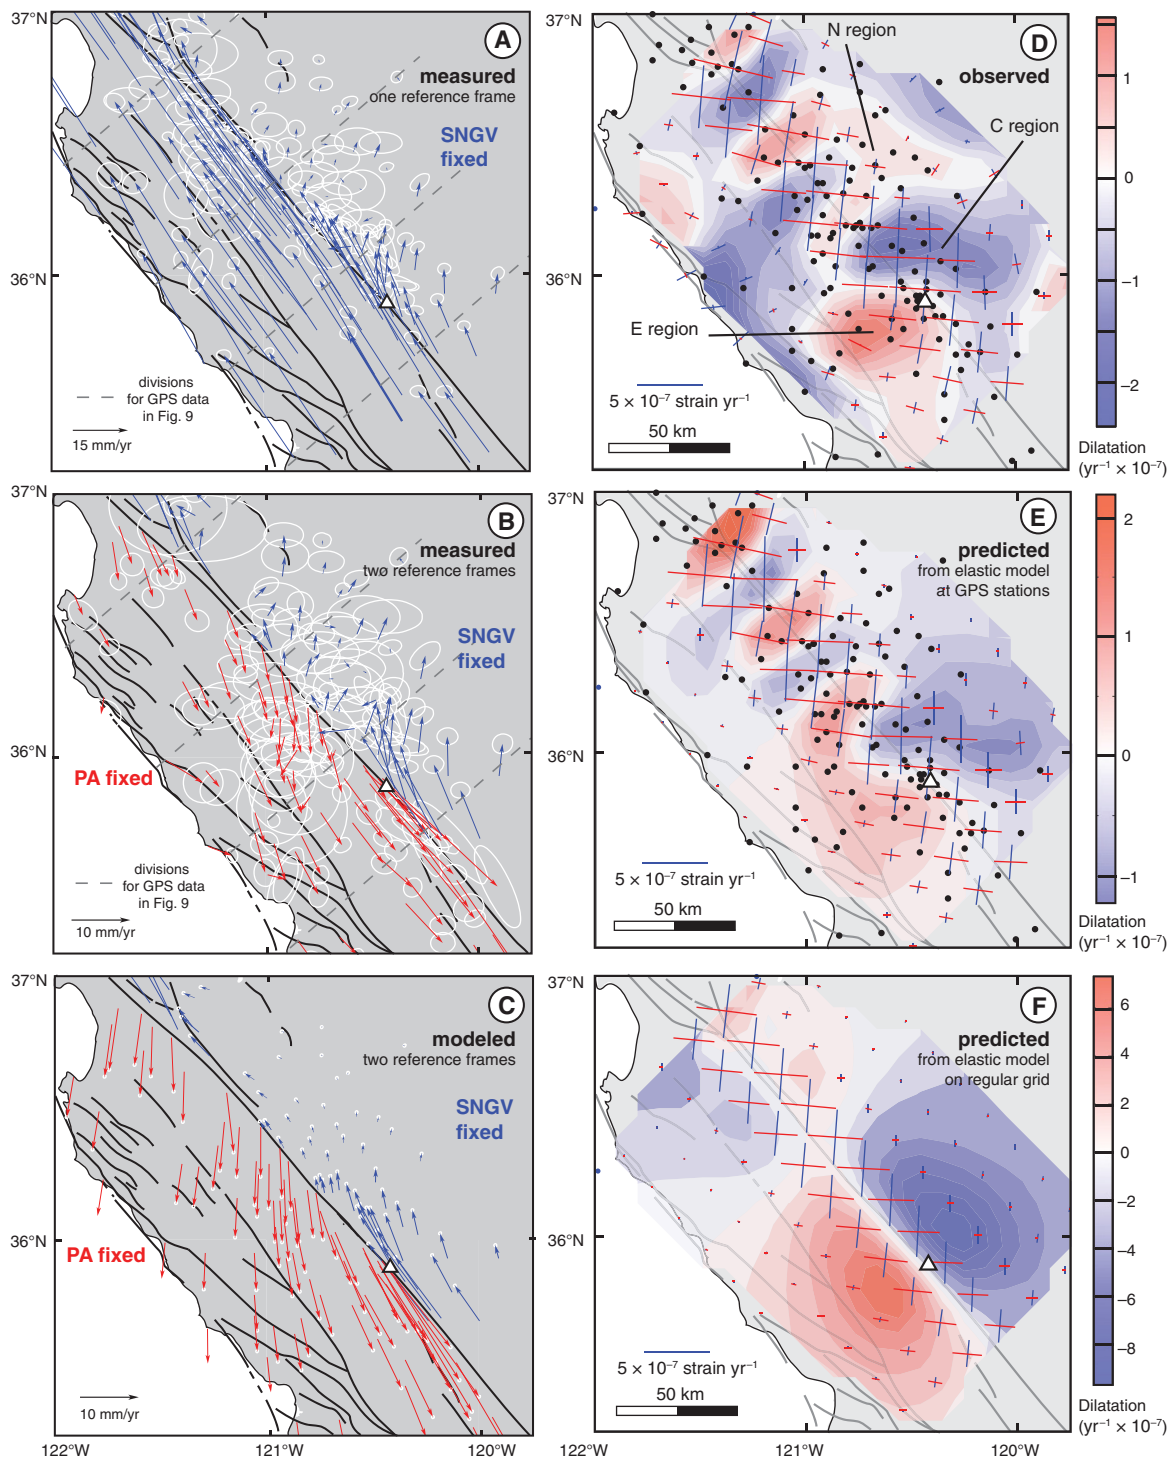 37°N
A
measured
one reference frame
SNGV
fixed
36°N
divisions
for GPS data
in Fig. 9
15 mm/yr
37°N
D
observed
N region
C region
E region
36°N
5 × 10⁻⁷ strain yr⁻¹
50 km
1
0
−1
−2
Dilatation
(yr⁻¹ × 10⁻⁷)
37°N
B
measured
two reference frames
SNGV
fixed
36°N
PA fixed
divisions
for GPS data
in Fig. 9
10 mm/yr
37°N
E
predicted
from elastic model
at GPS stations
36°N
5 × 10⁻⁷ strain yr⁻¹
50 km
2
1
0
−1
Dilatation
(yr⁻¹ × 10⁻⁷)
37°N
C
modeled
two reference frames
SNGV
fixed
36°N
PA fixed
10 mm/yr
122°W
121°W
120°W
37°N
F
predicted
from elastic model
on regular grid
36°N
5 × 10⁻⁷ strain yr⁻¹
50 km
122°W
121°W
120°W
6
4
2
0
−2
−4
−6
−8
Dilatation
(yr⁻¹ × 10⁻⁷)